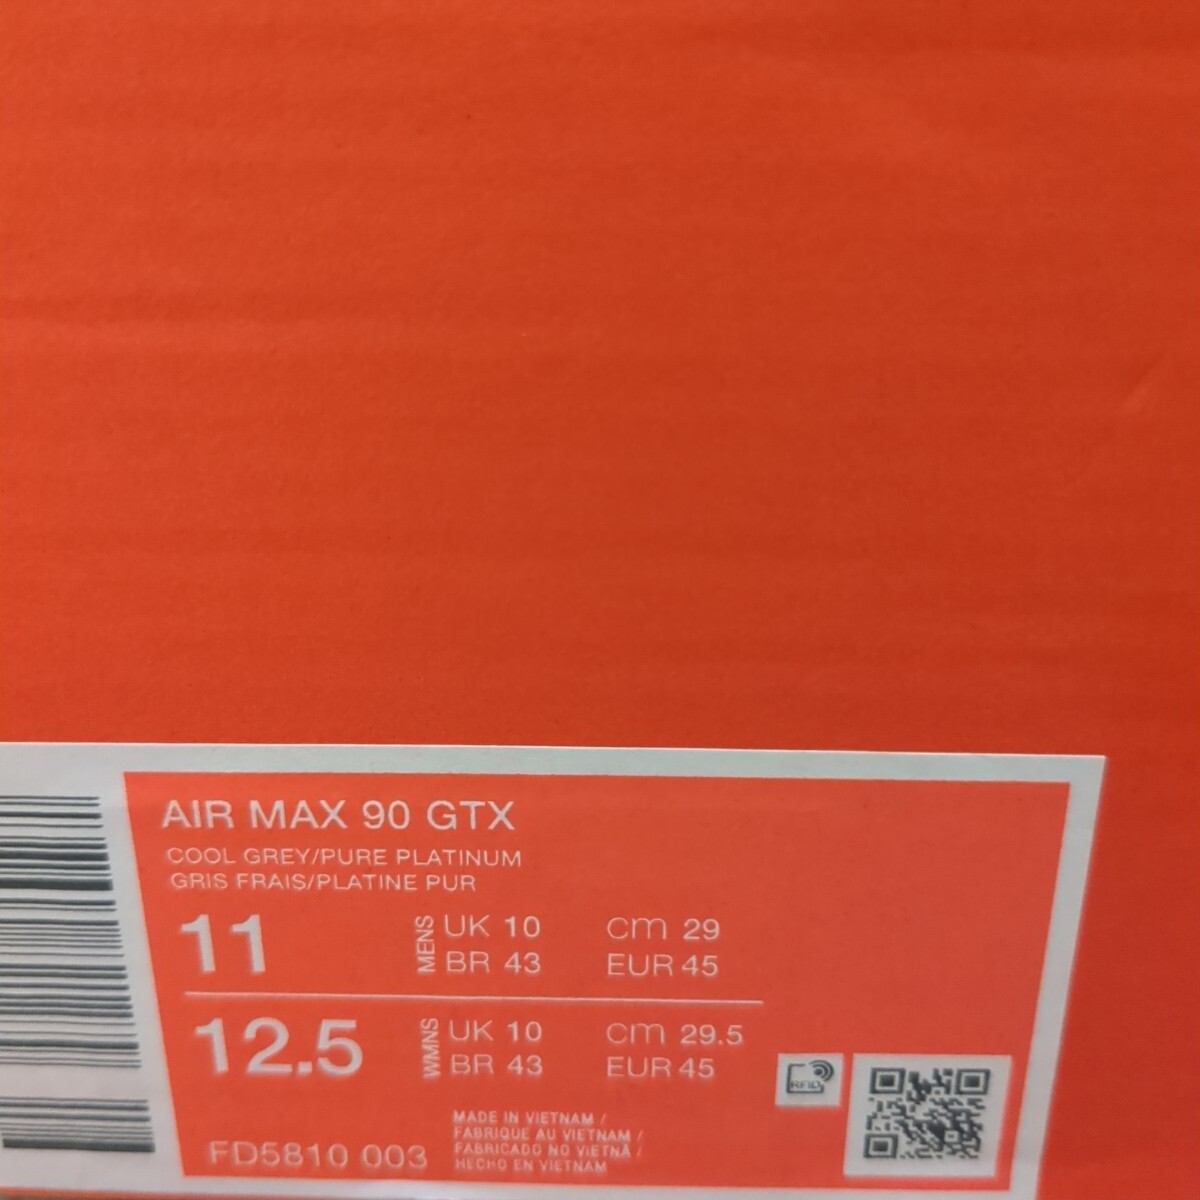 AIR MAX 90 GTX
COOL GREY/PURE PLATINUM
GRIS FRAIS/PLATINE PUR
11 MENS UK 10 cm 29
BR 43 EUR 45
12.5 WMNS UK 10 cm 29.5
BR 43 EUR 45
RFID
MADE IN VIETNAM /
FABRIQUE AU VIETNAM /
FABRICADO NO VIETNÃ /
HECHO EN VIETNAM
FD5810 003